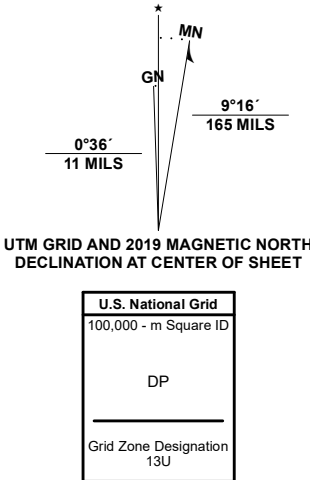 ★
MN
GN
9°16´
165 MILS
0°36´
11 MILS
UTM GRID AND 2019 MAGNETIC NORTH
DECLINATION AT CENTER OF SHEET
U.S. National Grid
100,000 - m Square ID
DP
Grid Zone Designation
13U